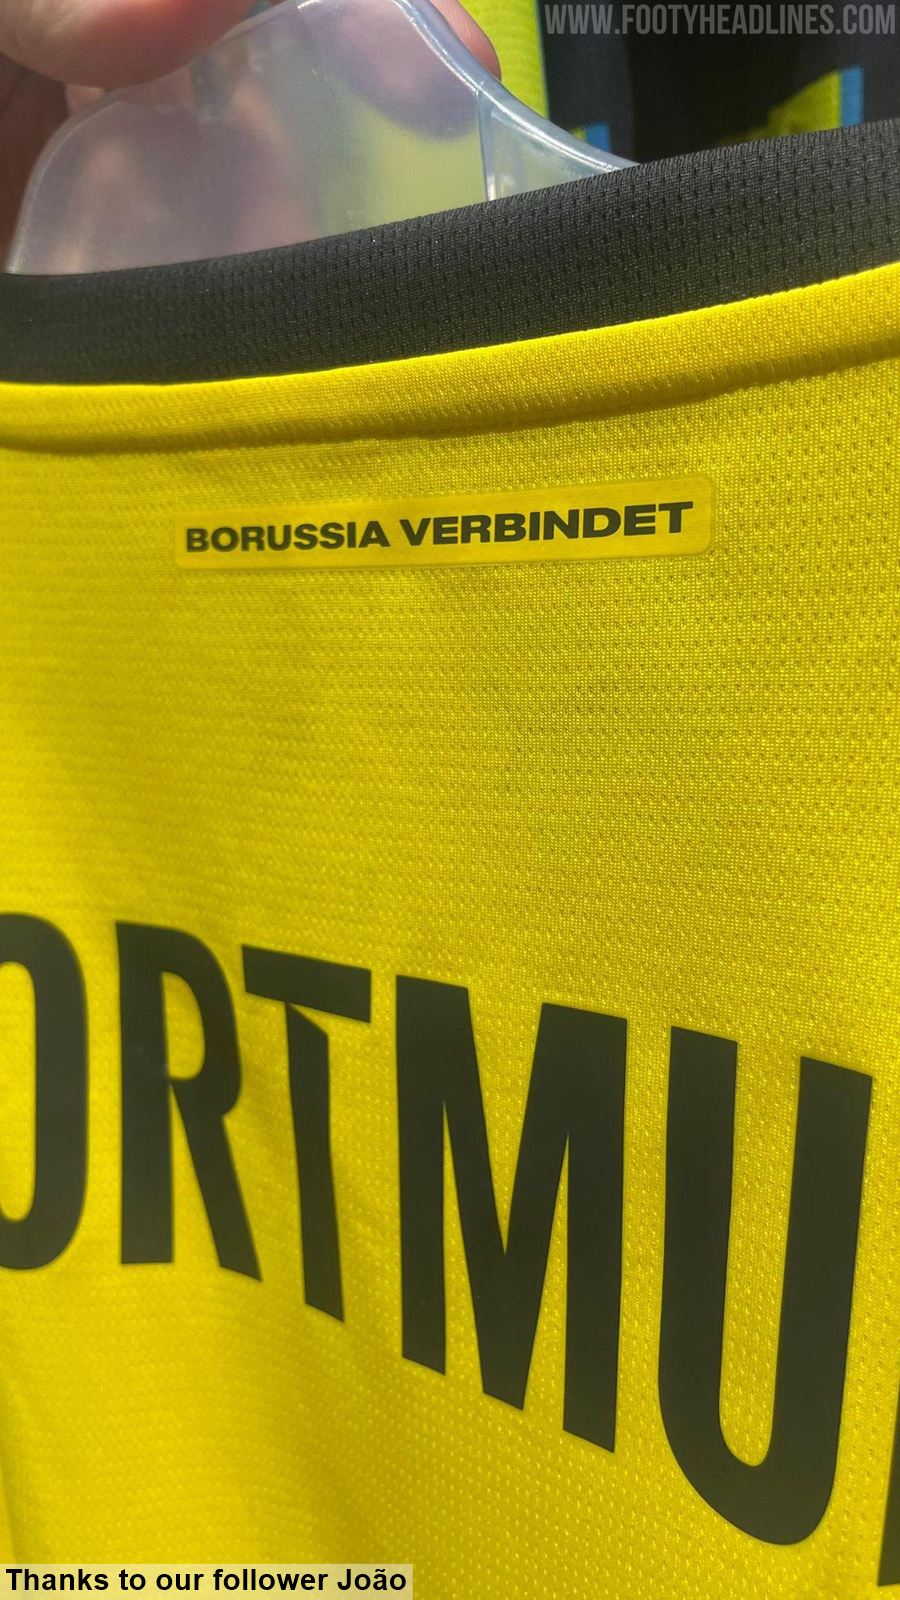 WWW.FOOTYHEADLINES.COM
BORUSSIA VERBINDET
ORTMU
Thanks to our follower João